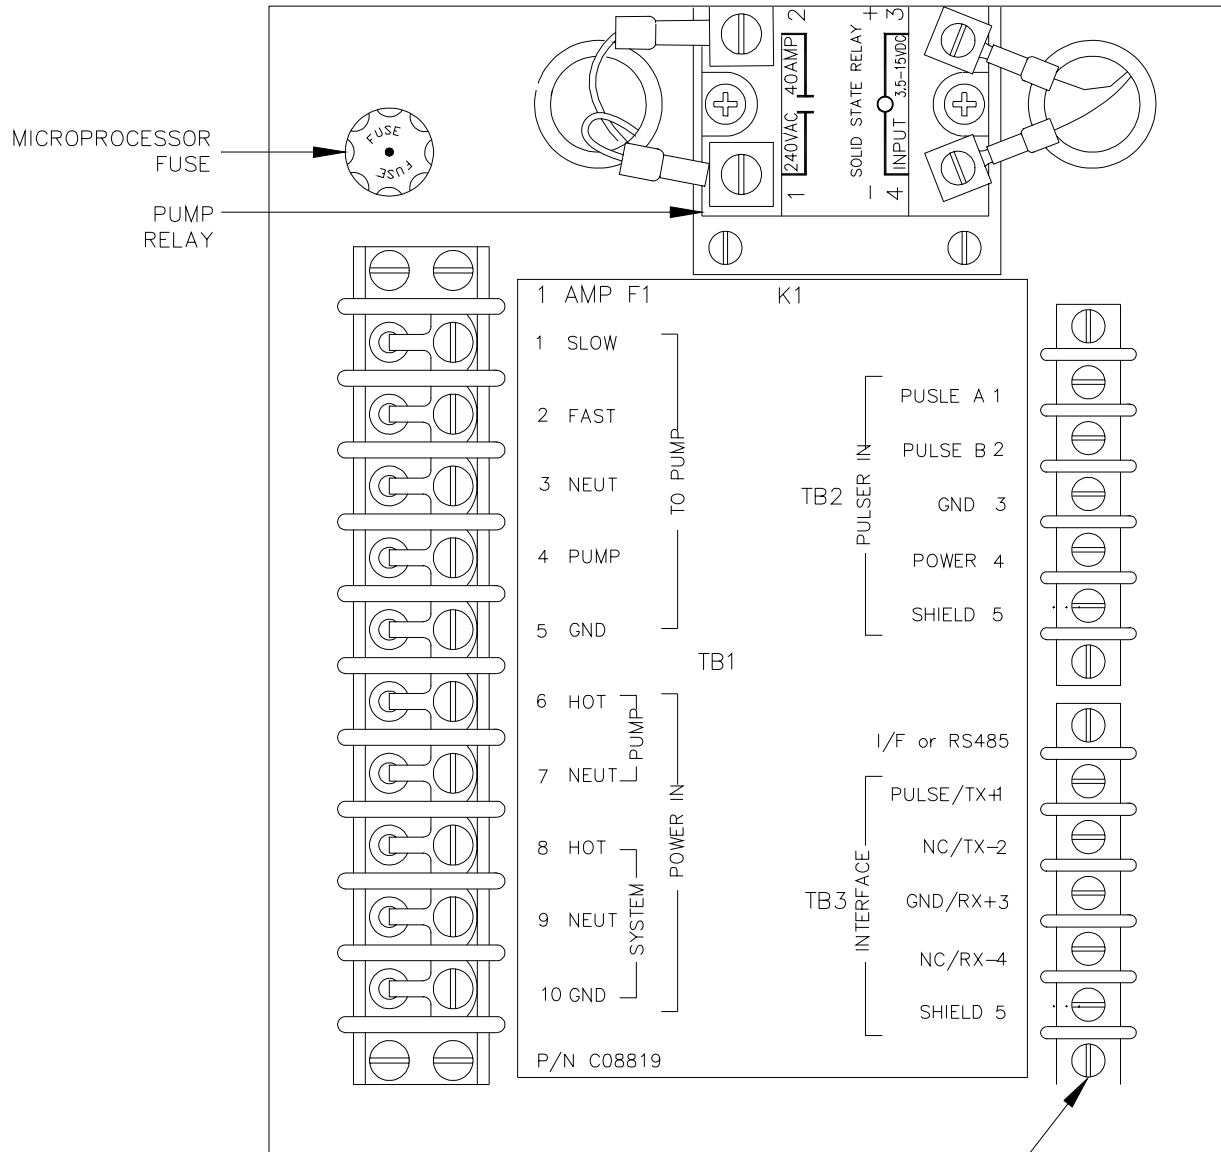 MICROPROCESSOR
FUSE
FUSE
FUSE
PUMP
RELAY
2
40AMP
240VAC
1
SOLID STATE RELAY
+
3
3.5-15VDC
INPUT
-
4
1 AMP F1
K1
1 SLOW
2 FAST
3 NEUT
4 PUMP
5 GND
TO PUMP
TB1
6 HOT
7 NEUT
PUMP
8 HOT
9 NEUT
10 GND
SYSTEM
POWER IN
P/N C08819
TB2
PULSER IN
PUSLE A 1
PULSE B 2
GND 3
POWER 4
SHIELD 5
I/F or RS485
TB3
INTERFACE
PULSE/TX+1
NC/TX-2
GND/RX+3
NC/RX-4
SHIELD 5